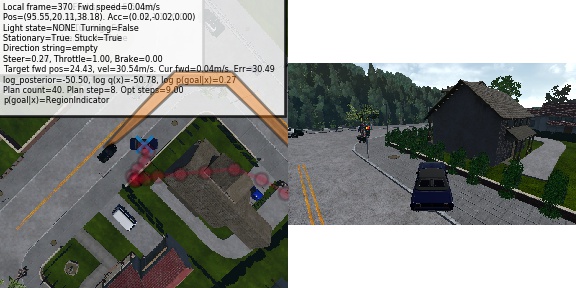 Local frame=370. Fwd speed=0.04m/s
Pos=(95.55,20.11,38.18). Acc=(0.02,-0.02,0.00)
Light state=NONE. Turning=False
Stationary=True. Stuck=True
Direction string=empty
Steer=0.27, Throttle=1.00, Brake=0.00
Target fwd pos=24.43, vel=30.54m/s. Cur fwd=0.04m/s. Err=30.49
log_posterior=-50.50, log q(x)=-50.78, log p(goal|x)=0.27
Plan count=40. Plan step=8. Opt steps=9.00
p(goal|x)=RegionIndicator